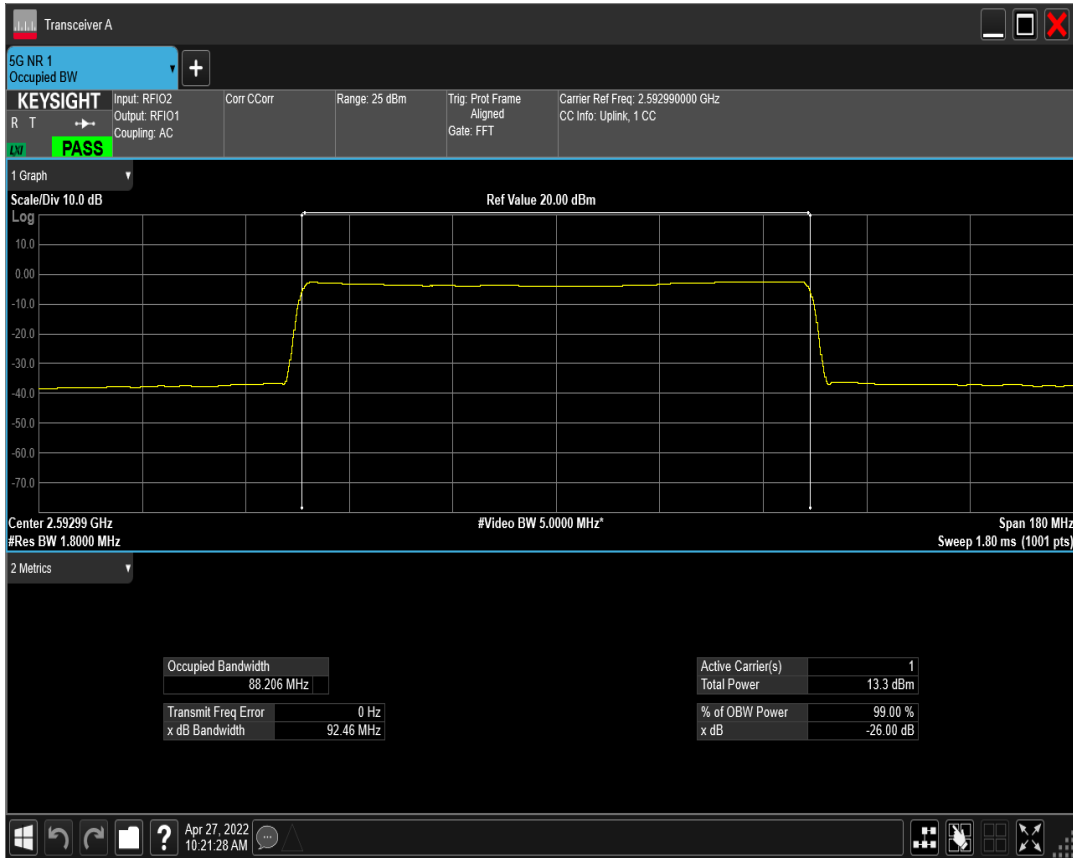 Transceiver A
5G NR 1
Occupied BW
+
KEYSIGHT
R T
LXI
PASS
Input: RFIO2
Output: RFIO1
Coupling: AC
Corr CCorr
Range: 25 dBm
Trig: Prot Frame
Aligned
Gate: FFT
Carrier Ref Freq: 2.592990000 GHz
CC Info: Uplink, 1 CC
1 Graph
Scale/Div 10.0 dB
Ref Value 20.00 dBm
Log
10.0
0.00
-10.0
-20.0
-30.0
-40.0
-50.0
-60.0
-70.0
Center 2.59299 GHz
#Video BW 5.0000 MHz*
Span 180 MHz
#Res BW 1.8000 MHz
Sweep 1.80 ms (1001 pts)
2 Metrics
Occupied Bandwidth
88.206 MHz
Transmit Freq Error 0 Hz
x dB Bandwidth 92.46 MHz
Active Carrier(s) 1
Total Power 13.3 dBm
% of OBW Power 99.00 %
x dB -26.00 dB
?
Apr 27, 2022
10:21:28 AM